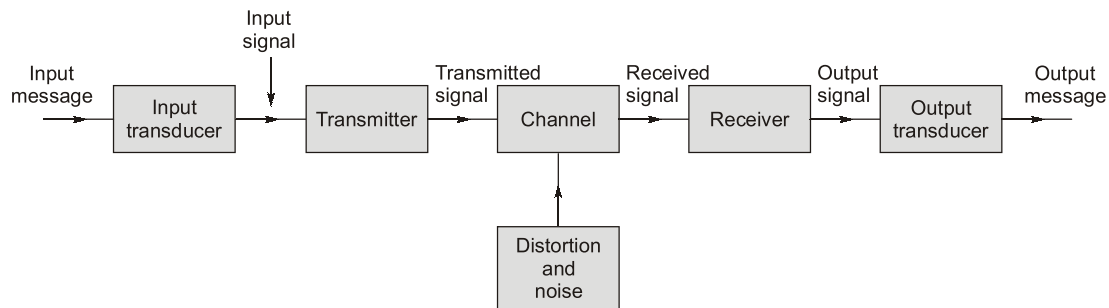 Input
signal
Input
message
Input
transducer
Transmitter
Transmitted
signal
Channel
Received
signal
Receiver
Output
signal
Output
transducer
Output
message
Distortion
and
noise